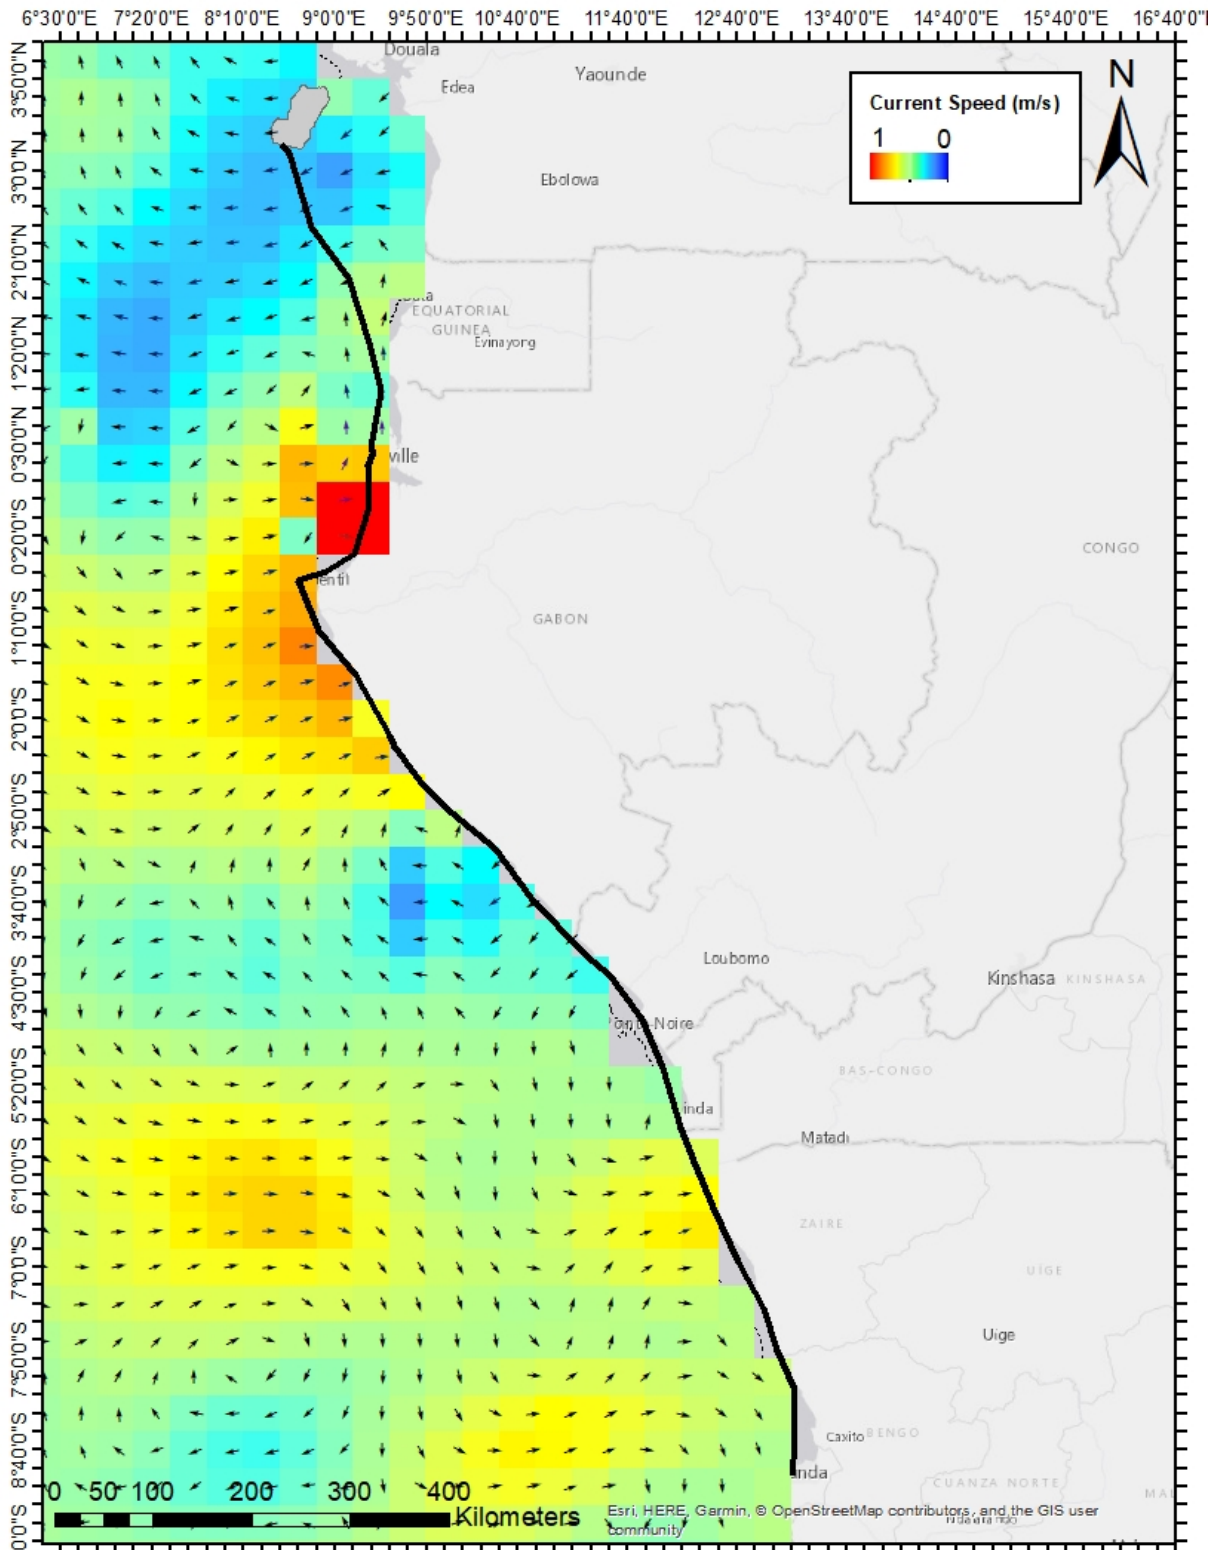 6°30'0"E 7°20'0"E 8°10'0"E 9°0'0"E 9°50'0"E 10°40'0"E 11°40'0"E 12°40'0"E 13°40'0"E 14°40'0"E 15°40'0"E 16°40'
Douala
Yaounde
Edea
N
3°50'0"N
Current Speed (m/s)
1 0
3°0'0"N
Ebolowa
2°10'0"N
EQUATORIAL
GUINEA
Evinayong
1°20'0"N
0°30'0"N
ville
0°20'0"S
CONGO
entil
GABON
1°10'0"S
2°0'0"S
2°50'0"S
3°40'0"S
Loubomo
Kinshasa
KINSHASA
4°30'0"S
Noire
BAS-CONGO
5°20'0"S
inda
Matadi
6°10'0"S
ZAIRE
UÍGE
7°0'0"S
Uige
7°50'0"S
Caxito
BENGO
8°40'0"S
anda
CUANZA NORTE
MAL
0 50 100 200 300 400
Kilometers
Esri, HERE, Garmin, © OpenStreetMap contributors, and the GIS user
community
0'0"S